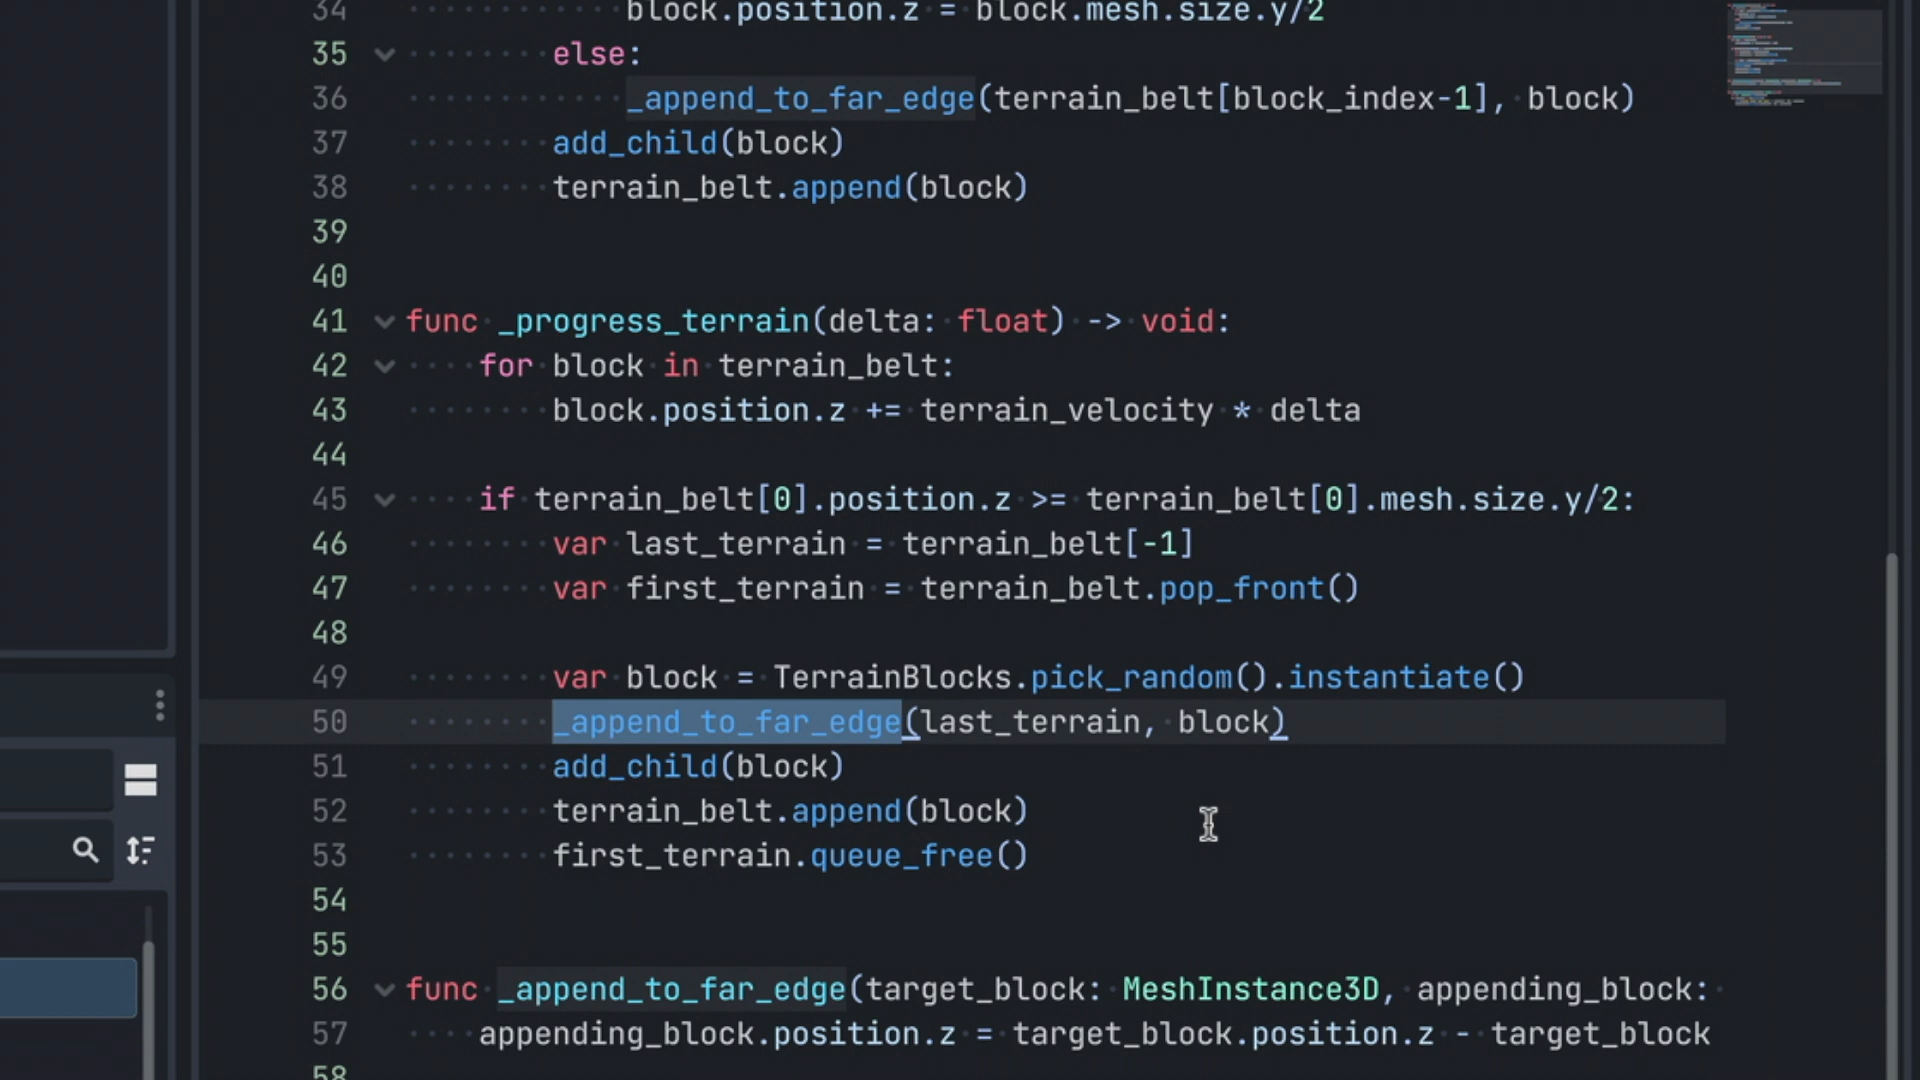 34 block.position.z = block.mesh.size.y/2
35 else:
36 _append_to_far_edge(terrain_belt[block_index-1], block)
37 add_child(block)
38 terrain_belt.append(block)
39
40
41 func _progress_terrain(delta: float) -> void:
42 for block in terrain_belt:
43 block.position.z += terrain_velocity * delta
44
45 if terrain_belt[0].position.z >= terrain_belt[0].mesh.size.y/2:
46 var last_terrain = terrain_belt[-1]
47 var first_terrain = terrain_belt.pop_front()
48
49 var block = TerrainBlocks.pick_random().instantiate()
50 _append_to_far_edge(last_terrain, block)
51 add_child(block)
52 terrain_belt.append(block)
53 first_terrain.queue_free()
54
55
56 func _append_to_far_edge(target_block: MeshInstance3D, appending_block:
57 appending_block.position.z = target_block.position.z - target_block
58